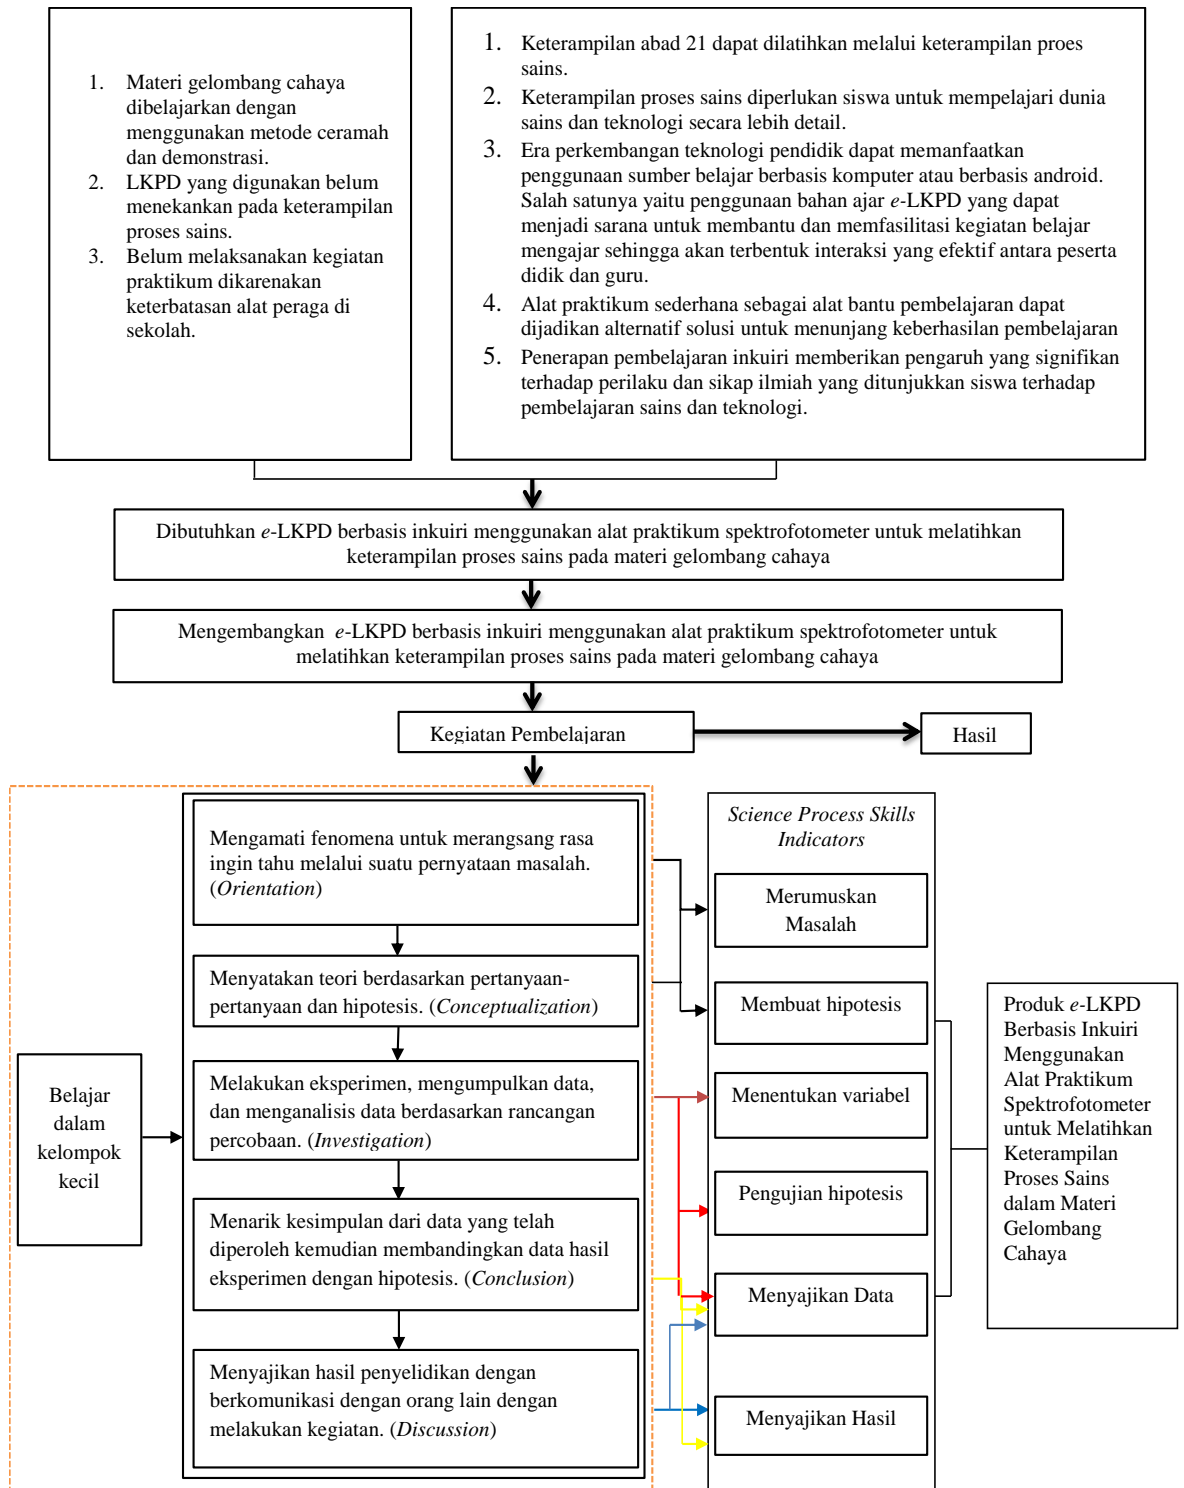 1. Materi gelombang cahaya
dibelajarkan dengan
menggunakan metode ceramah
dan demonstrasi.
2. LKPD yang digunakan belum
menekankan pada keterampilan
proses sains.
3. Belum melaksanakan kegiatan
praktikum dikarenakan
keterbatasan alat peraga di
sekolah.
1. Keterampilan abad 21 dapat dilatihkan melalui keterampilan proes
sains.
2. Keterampilan proses sains diperlukan siswa untuk mempelajari dunia
sains dan teknologi secara lebih detail.
3. Era perkembangan teknologi pendidik dapat memanfaatkan
penggunaan sumber belajar berbasis komputer atau berbasis android.
Salah satunya yaitu penggunaan bahan ajar e-LKPD yang dapat
menjadi sarana untuk membantu dan memfasilitasi kegiatan belajar
mengajar sehingga akan terbentuk interaksi yang efektif antara peserta
didik dan guru.
4. Alat praktikum sederhana sebagai alat bantu pembelajaran dapat
dijadikan alternatif solusi untuk menunjang keberhasilan pembelajaran
5. Penerapan pembelajaran inkuiri memberikan pengaruh yang signifikan
terhadap perilaku dan sikap ilmiah yang ditunjukkan siswa terhadap
pembelajaran sains dan teknologi.
Dibutuhkan e-LKPD berbasis inkuiri menggunakan alat praktikum spektrofotometer untuk melatihkan
keterampilan proses sains pada materi gelombang cahaya
Mengembangkan e-LKPD berbasis inkuiri menggunakan alat praktikum spektrofotometer untuk
melatihkan keterampilan proses sains pada materi gelombang cahaya
Kegiatan Pembelajaran
Hasil
Belajar
dalam
kelompok
kecil
Mengamati fenomena untuk merangsang rasa
ingin tahu melalui suatu pernyataan masalah.
(Orientation)
Menyatakan teori berdasarkan pertanyaan-
pertanyaan dan hipotesis. (Conceptualization)
Melakukan eksperimen, mengumpulkan data,
dan menganalisis data berdasarkan rancangan
percobaan. (Investigation)
Menarik kesimpulan dari data yang telah
diperoleh kemudian membandingkan data hasil
eksperimen dengan hipotesis. (Conclusion)
Menyajikan hasil penyelidikan dengan
berkomunikasi dengan orang lain dengan
melakukan kegiatan. (Discussion)
Science Process Skills
Indicators
Merumuskan
Masalah
Membuat hipotesis
Menentukan variabel
Pengujian hipotesis
Menyajikan Data
Menyajikan Hasil
Produk e-LKPD
Berbasis Inkuiri
Menggunakan
Alat Praktikum
Spektrofotometer
untuk Melatihkan
Keterampilan
Proses Sains
dalam Materi
Gelombang
Cahaya